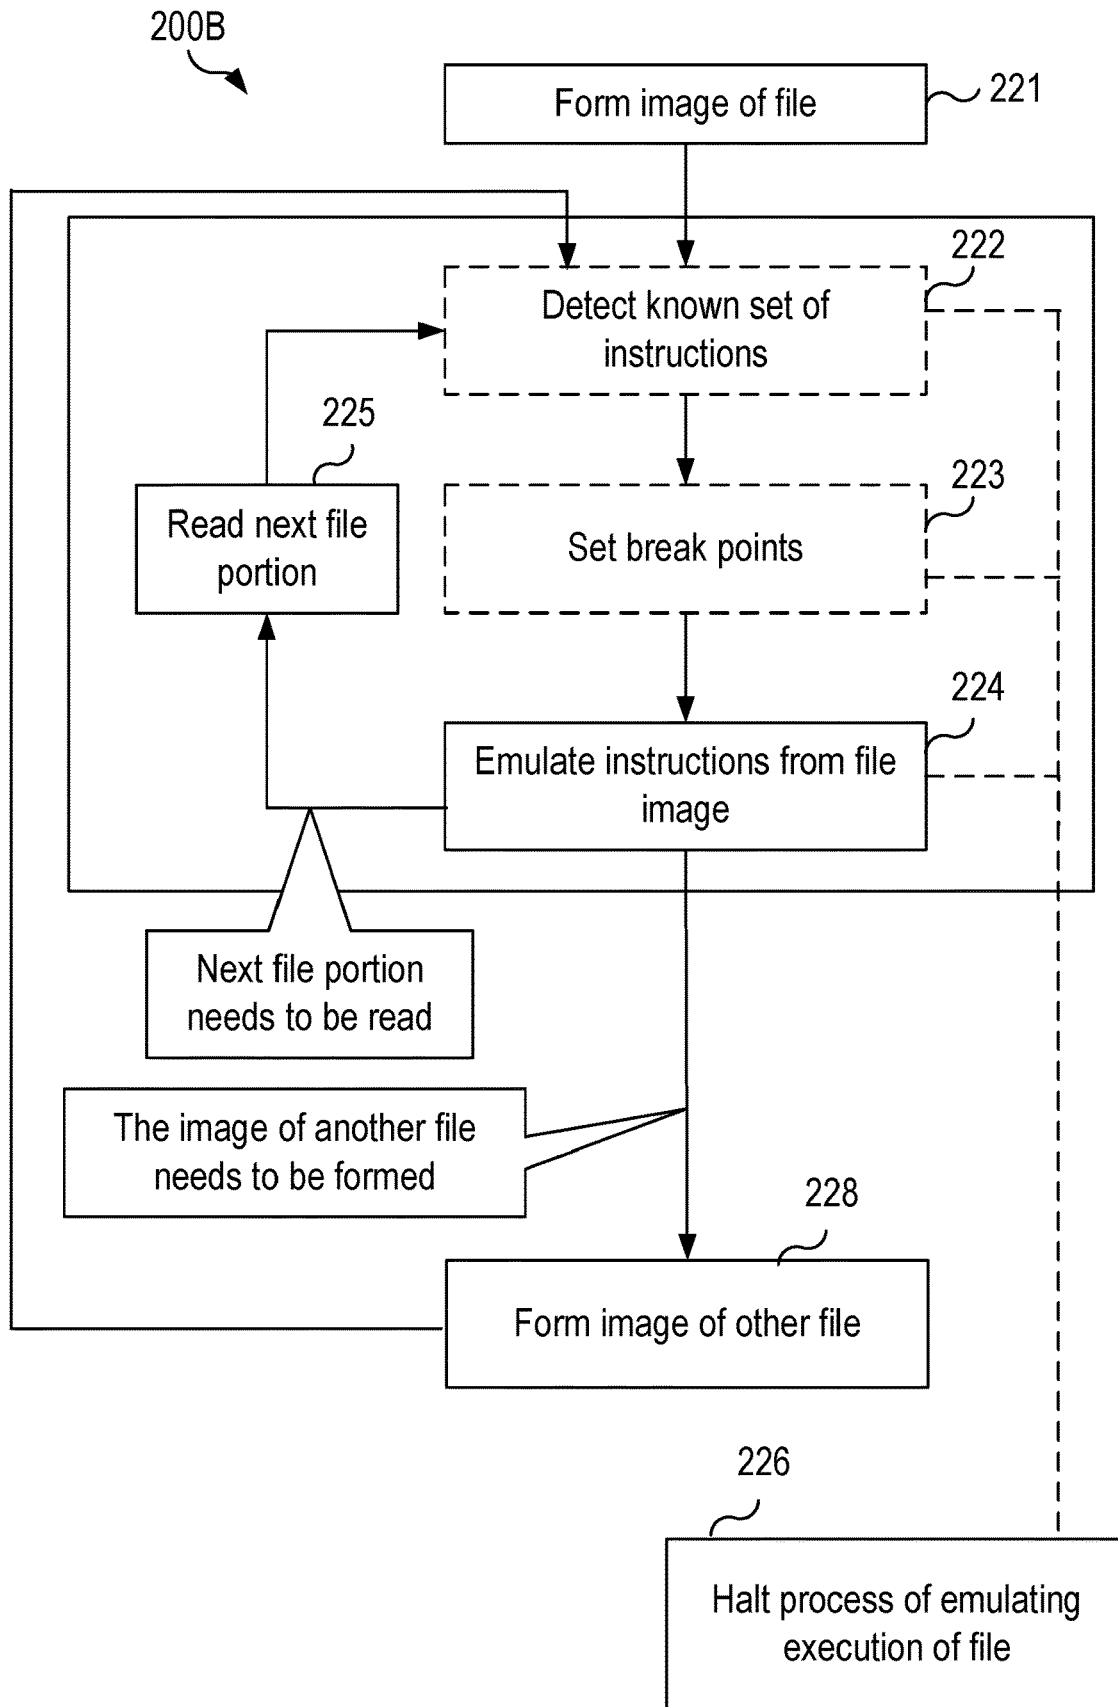 200B
Form image of file
221
222
Detect known set of
instructions
225
223
Read next file
portion
Set break points
224
Emulate instructions from file
image
Next file portion
needs to be read
The image of another file
needs to be formed
228
Form image of other file
226
Halt process of emulating
execution of file